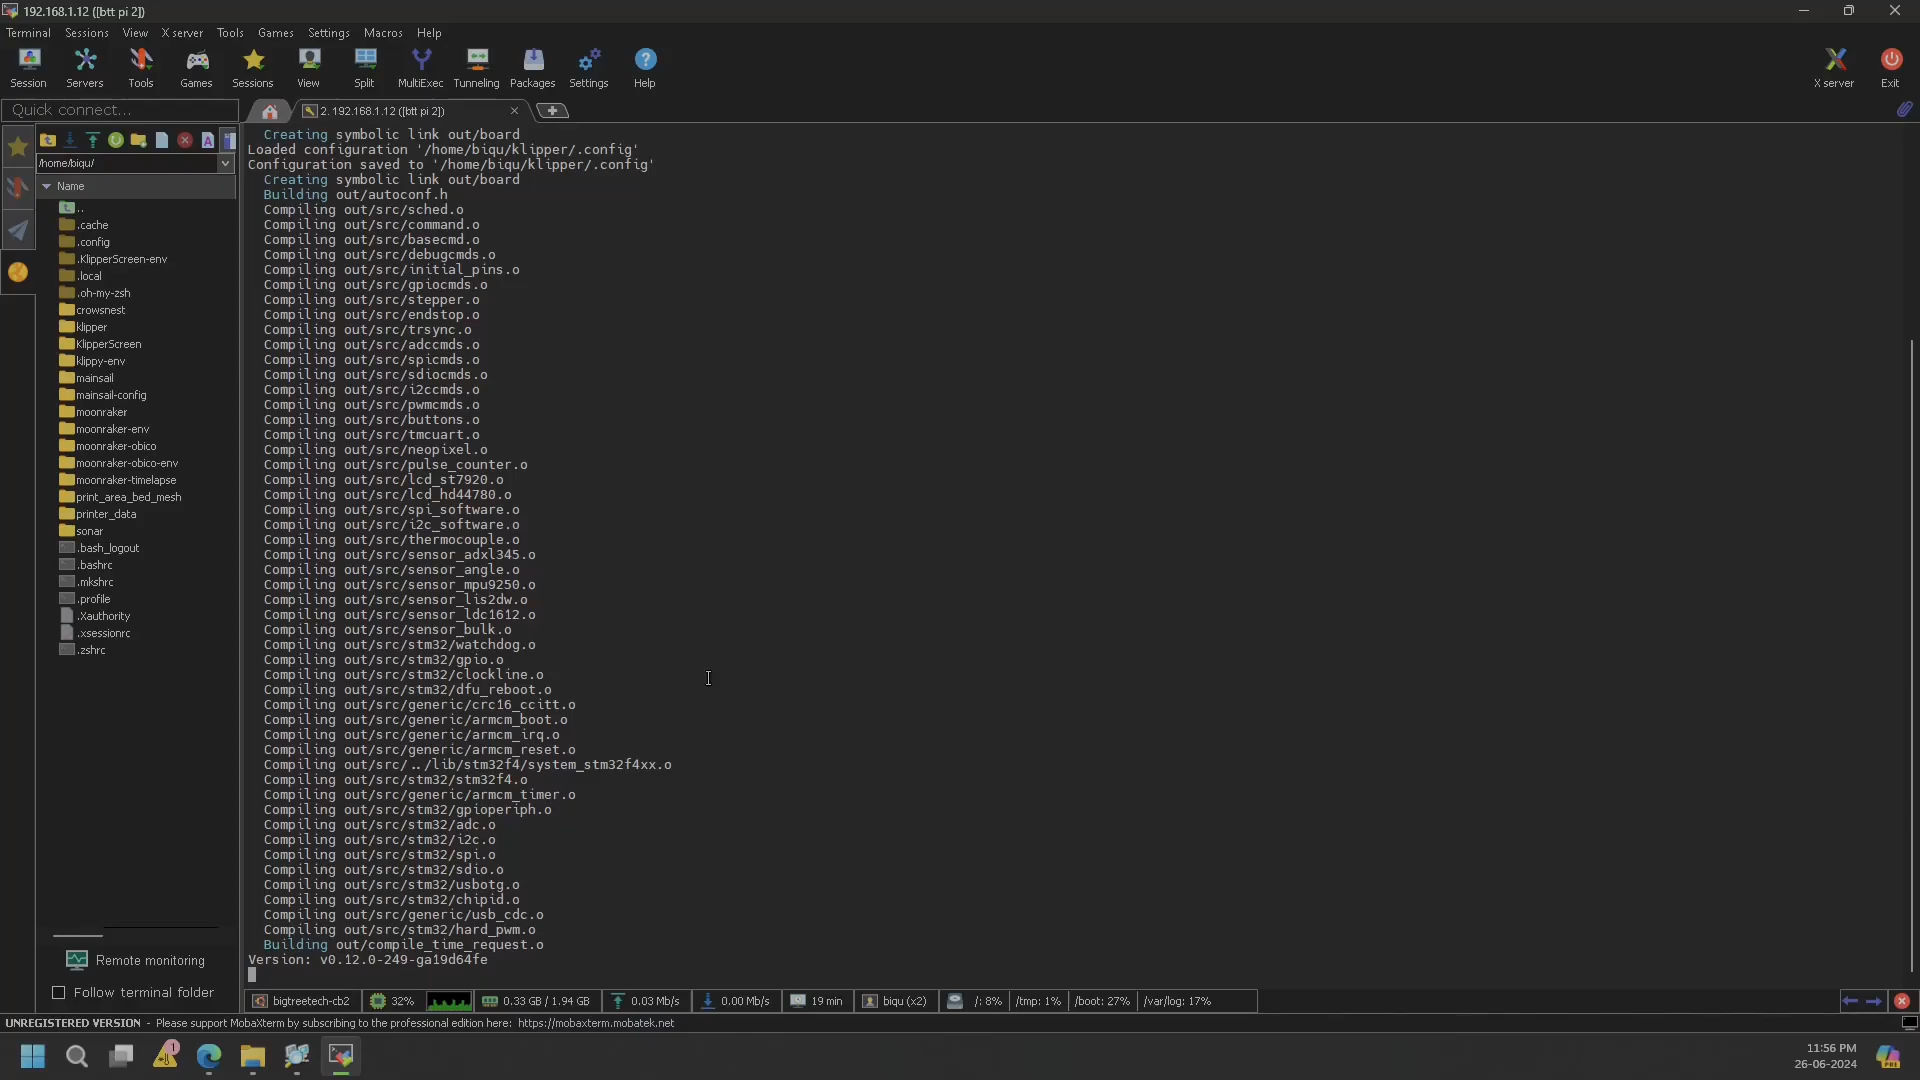 192.168.1.12 ([btt pi 2])
Terminal Sessions View X server Tools Games Settings Macros Help
Session Servers Tools Games Sessions View Split MultiExec Tunneling Packages Settings Help X server Exit
Quick connect...
2. 192.168.1.12 ([btt pi 2])
/home/biqu/
Name
..
.cache
.config
.KlipperScreen-env
.local
.oh-my-zsh
crowsnest
klipper
KlipperScreen
klippy-env
mainsail
mainsail-config
moonraker
moonraker-env
moonraker-obico
moonraker-obico-env
moonraker-timelapse
print_area_bed_mesh
printer_data
sonar
.bash_logout
.bashrc
.mkshrc
.profile
.Xauthority
.xsessionrc
.zshrc
Remote monitoring
Follow terminal folder
Creating symbolic link out/board
Loaded configuration '/home/biqu/klipper/.config'
Configuration saved to '/home/biqu/klipper/.config'
Creating symbolic link out/board
Building out/autoconf.h
Compiling out/src/sched.o
Compiling out/src/command.o
Compiling out/src/basecmd.o
Compiling out/src/debugcmds.o
Compiling out/src/initial_pins.o
Compiling out/src/gpiocmds.o
Compiling out/src/stepper.o
Compiling out/src/endstop.o
Compiling out/src/trsync.o
Compiling out/src/adccmds.o
Compiling out/src/spicmds.o
Compiling out/src/sdiocmds.o
Compiling out/src/i2ccmds.o
Compiling out/src/pwmcmds.o
Compiling out/src/buttons.o
Compiling out/src/tmcuart.o
Compiling out/src/neopixel.o
Compiling out/src/pulse_counter.o
Compiling out/src/lcd_st7920.o
Compiling out/src/lcd_hd44780.o
Compiling out/src/spi_software.o
Compiling out/src/i2c_software.o
Compiling out/src/thermocouple.o
Compiling out/src/sensor_adxl345.o
Compiling out/src/sensor_angle.o
Compiling out/src/sensor_mpu9250.o
Compiling out/src/sensor_lis2dw.o
Compiling out/src/sensor_ldc1612.o
Compiling out/src/sensor_bulk.o
Compiling out/src/stm32/watchdog.o
Compiling out/src/stm32/gpio.o
Compiling out/src/stm32/clockline.o
Compiling out/src/stm32/dfu_reboot.o
Compiling out/src/generic/crc16_ccitt.o
Compiling out/src/generic/armcm_boot.o
Compiling out/src/generic/armcm_irq.o
Compiling out/src/generic/armcm_reset.o
Compiling out/src/../lib/stm32f4/system_stm32f4xx.o
Compiling out/src/stm32/stm32f4.o
Compiling out/src/generic/armcm_timer.o
Compiling out/src/stm32/gpioperiph.o
Compiling out/src/stm32/adc.o
Compiling out/src/stm32/i2c.o
Compiling out/src/stm32/spi.o
Compiling out/src/stm32/sdio.o
Compiling out/src/stm32/usbotg.o
Compiling out/src/stm32/chipid.o
Compiling out/src/generic/usb_cdc.o
Compiling out/src/stm32/hard_pwm.o
Building out/compile_time_request.o
Version: v0.12.0-249-ga19d64fe
bigtreetech-cb2 32% 0.33 GB / 1.94 GB 0.03 Mb/s 0.00 Mb/s 19 min biqu (x2) /: 8% /tmp: 1% /boot: 27% /var/log: 17%
UNREGISTERED VERSION - Please support MobaXterm by subscribing to the professional edition here: https://mobaxterm.mobatek.net
1
11:56 PM
26-06-2024